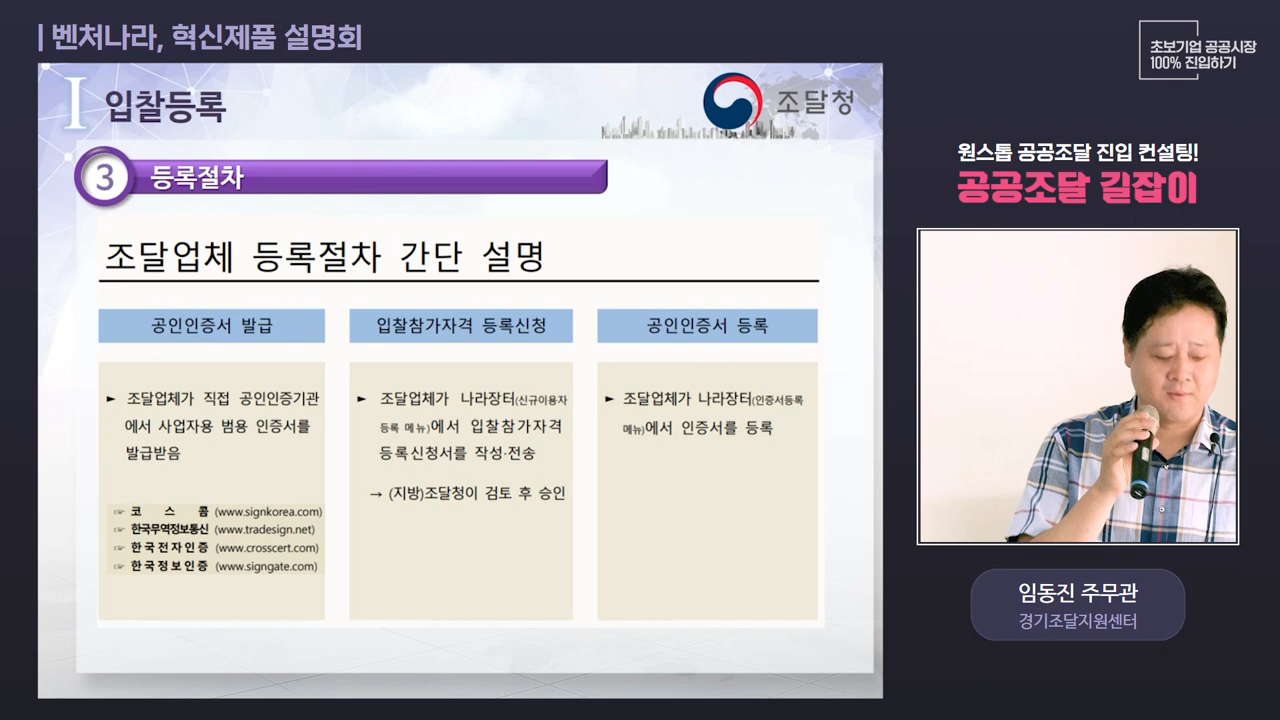 | 벤처나라, 혁신제품 설명회
초보기업 공공시장
100% 진입하기
I 입찰등록
조달청
3 등록절차
조달업체 등록절차 간단 설명
공인인증서 발급
► 조달업체가 직접 공인인증기관
에서 사업자용 범용 인증서를
발급받음
☞ 코 스 콤 (www.signkorea.com)
☞ 한국무역정보통신 (www.tradesign.net)
☞ 한국전자인증 (www.crosscert.com)
☞ 한국정보인증 (www.signgate.com)
입찰참가자격 등록신청
► 조달업체가 나라장터(신규이용자
등록 메뉴)에서 입찰참가자격
등록신청서를 작성·전송
→ (지방)조달청이 검토 후 승인
공인인증서 등록
► 조달업체가 나라장터(인증서등록
메뉴)에서 인증서를 등록
원스톱 공공조달 진입 컨설팅!
공공조달 길잡이
임동진 주무관
경기조달지원센터